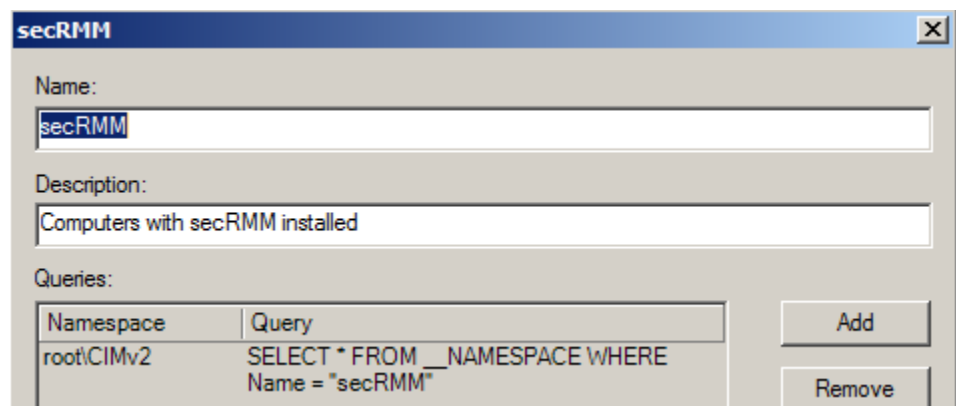 secRMM
Name:
secRMM
Description:
Computers with secRMM installed
Queries:
Namespace Query
Add
root\CIMv2 SELECT * FROM __NAMESPACE WHERE
Name = "secRMM"
Remove